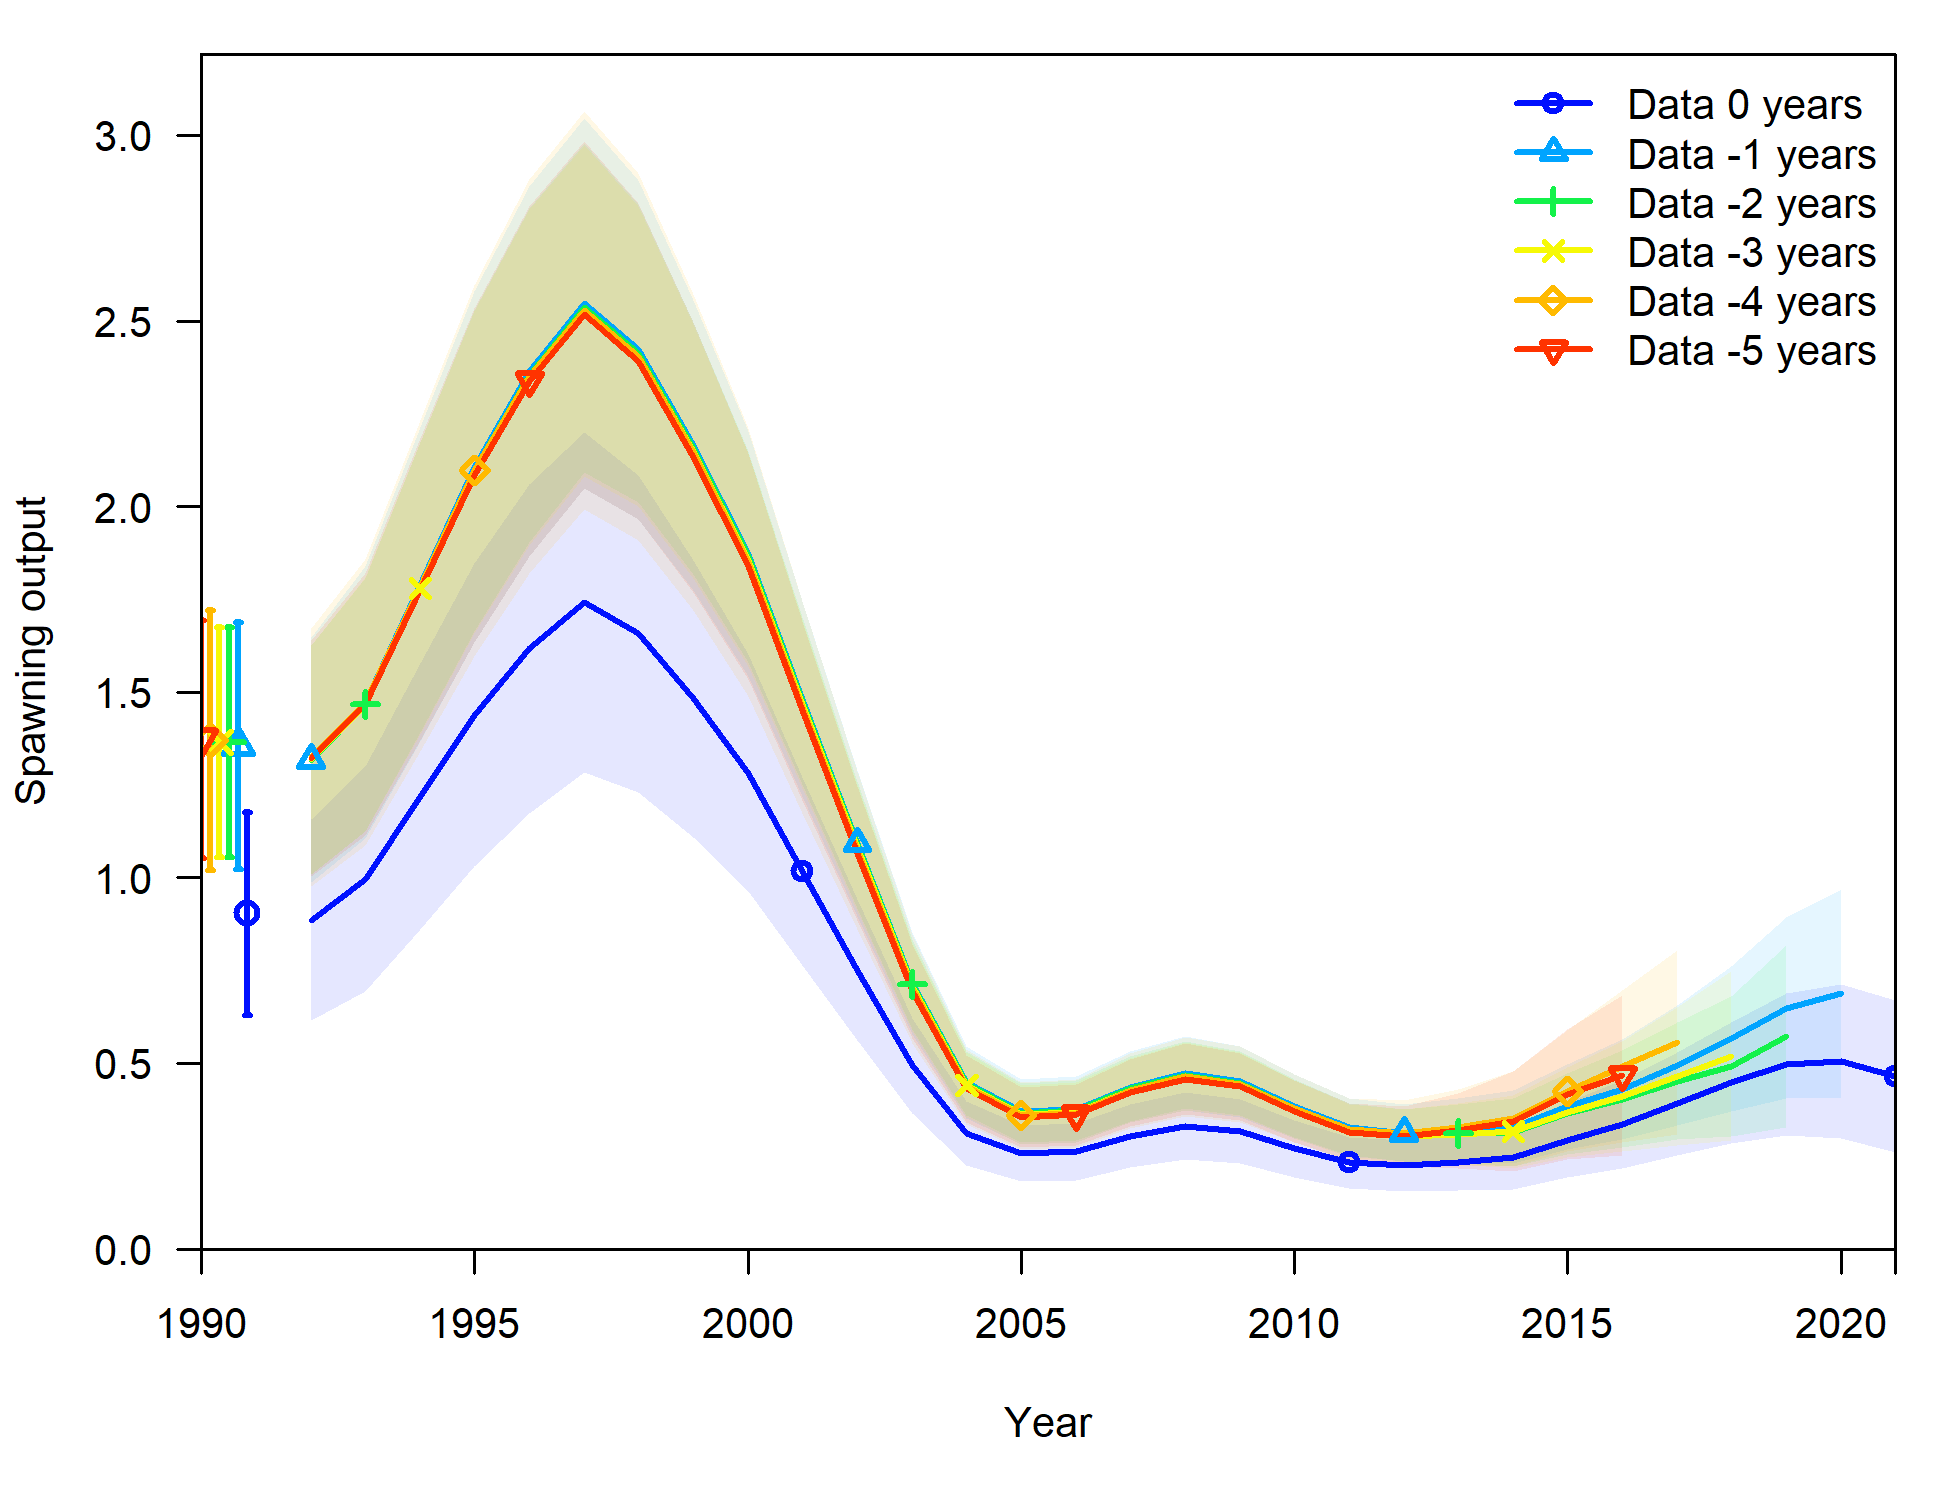 Data 0 years
Data -1 years
Data -2 years
Data -3 years
Data -4 years
Data -5 years
3.0
2.5
2.0
1.5
1.0
0.5
0.0
Spawning output
1990 1995 2000 2005 2010 2015 2020
Year